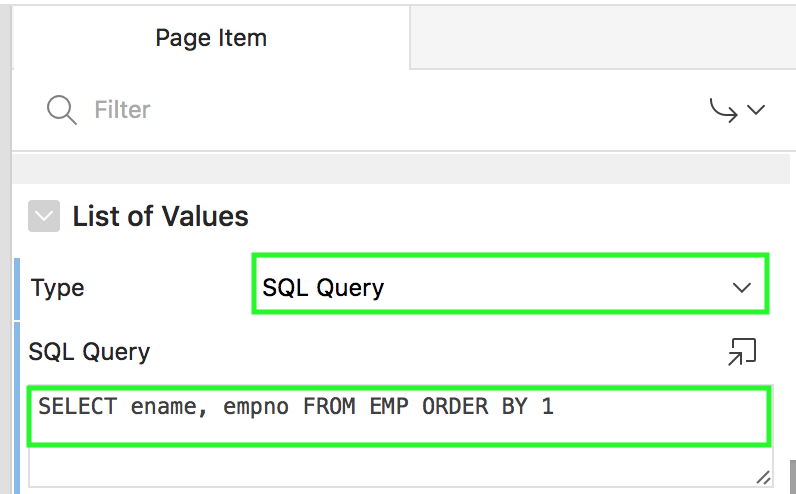 Page Item
Filter
List of Values
Type
SQL Query
SQL Query
SELECT ename, empno FROM EMP ORDER BY 1